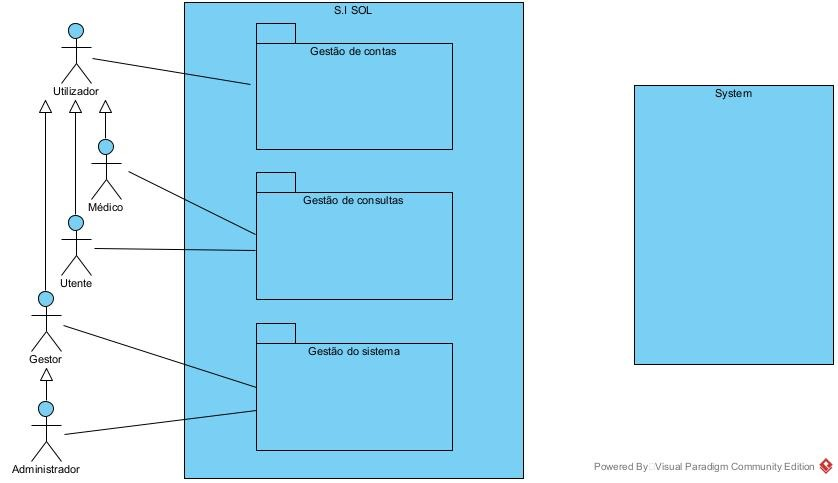 S.I SOL
Gestão de contas
Utilizador
System
Médico
Gestão de consultas
Utente
Gestão do sistema
Gestor
Administrador
Powered By Visual Paradigm Community Edition